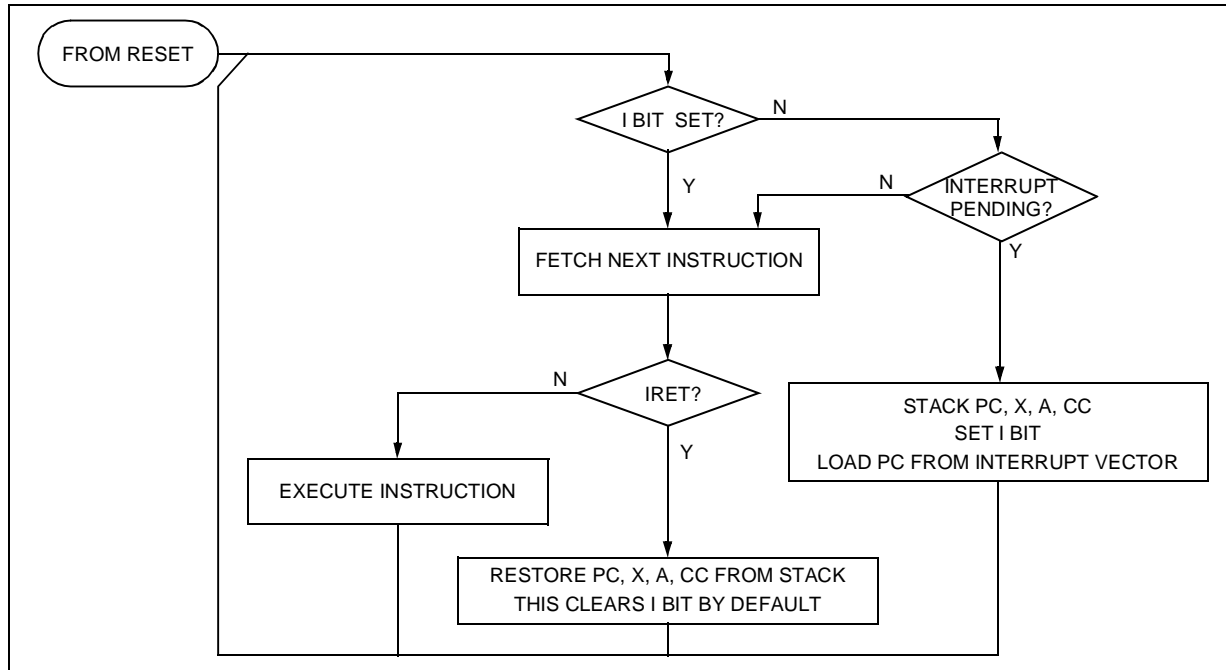 FROM RESET
I BIT SET?
N
Y
N
INTERRUPT
PENDING?
Y
FETCH NEXT INSTRUCTION
N
IRET?
Y
STACK PC, X, A, CC
SET I BIT
LOAD PC FROM INTERRUPT VECTOR
EXECUTE INSTRUCTION
RESTORE PC, X, A, CC FROM STACK
THIS CLEARS I BIT BY DEFAULT